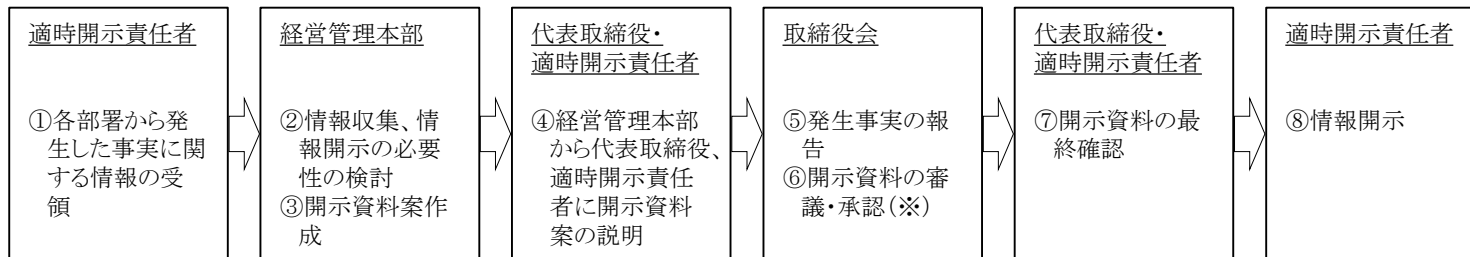 適時開示責任者
①各部署から発
生した事実に関
する情報の受
領
経営管理本部
②情報収集、情
報開示の必要
性の検討
③開示資料案作
成
代表取締役・
適時開示責任者
④経営管理本部
から代表取締役、
適時開示責任
者に開示資料
案の説明
取締役会
⑤発生事実の報
告
⑥開示資料の審
議・承認(※)
代表取締役・
適時開示責任者
⑦開示資料の最
終確認
適時開示責任者
⑧情報開示